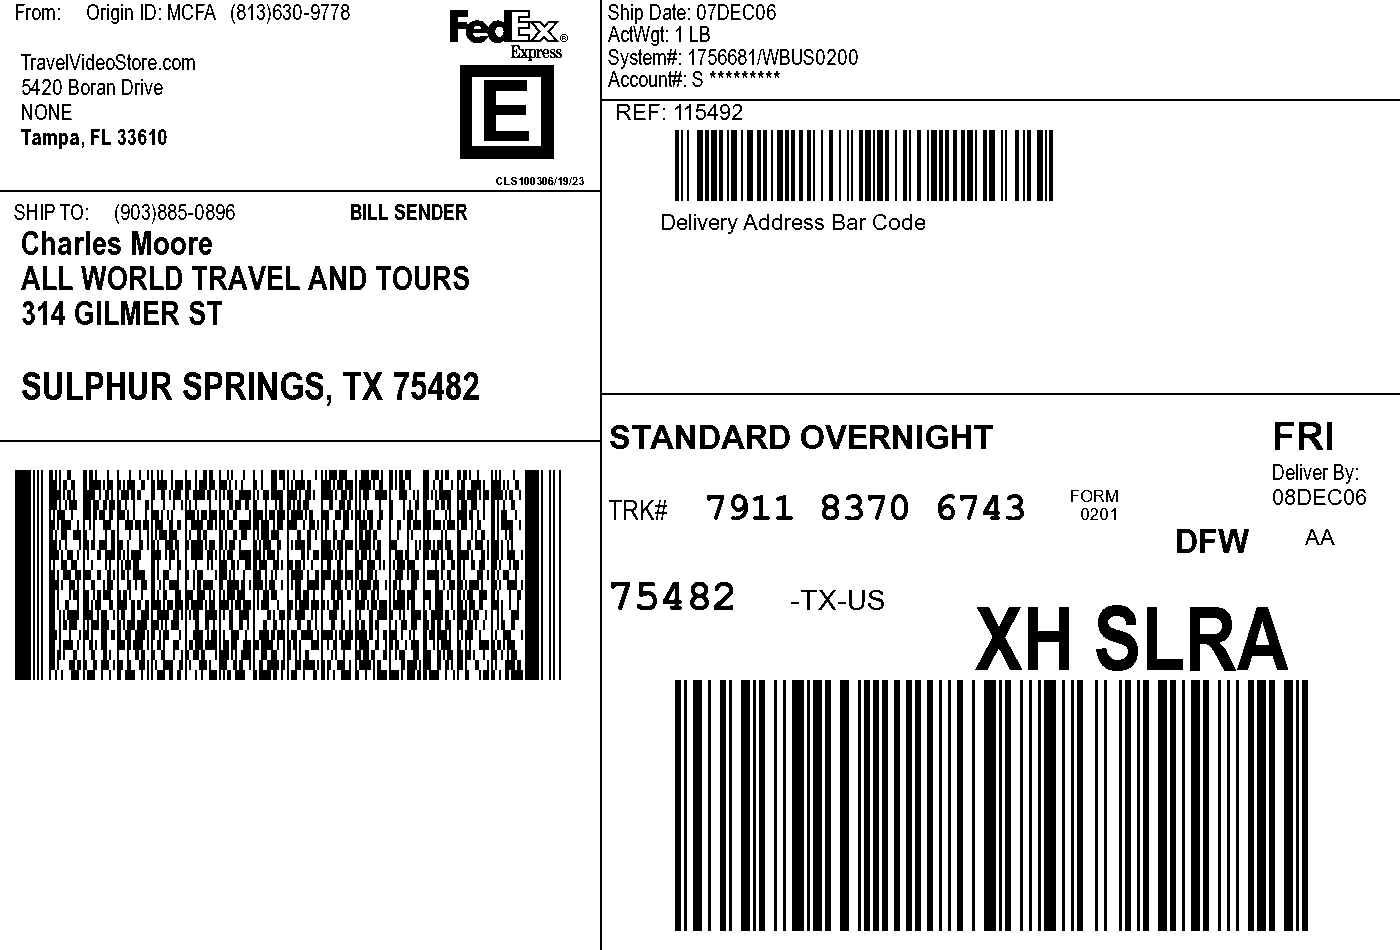 From: Origin ID: MCFA (813)630-9778
TravelVideoStore.com
5420 Boran Drive
NONE
Tampa, FL 33610
FedEx®
Express
E
CLS100306/19/23
Ship Date: 07DEC06
ActWgt: 1 LB
System#: 1756681/WBUS0200
Account#: S *********
REF: 115492
Delivery Address Bar Code
SHIP TO: (903)885-0896 BILL SENDER
Charles Moore
ALL WORLD TRAVEL AND TOURS
314 GILMER ST
SULPHUR SPRINGS, TX 75482
STANDARD OVERNIGHT
FRI
Deliver By:
08DEC06
TRK# 7911 8370 6743
FORM
0201
DFW AA
75482 -TX-US
XH SLRA